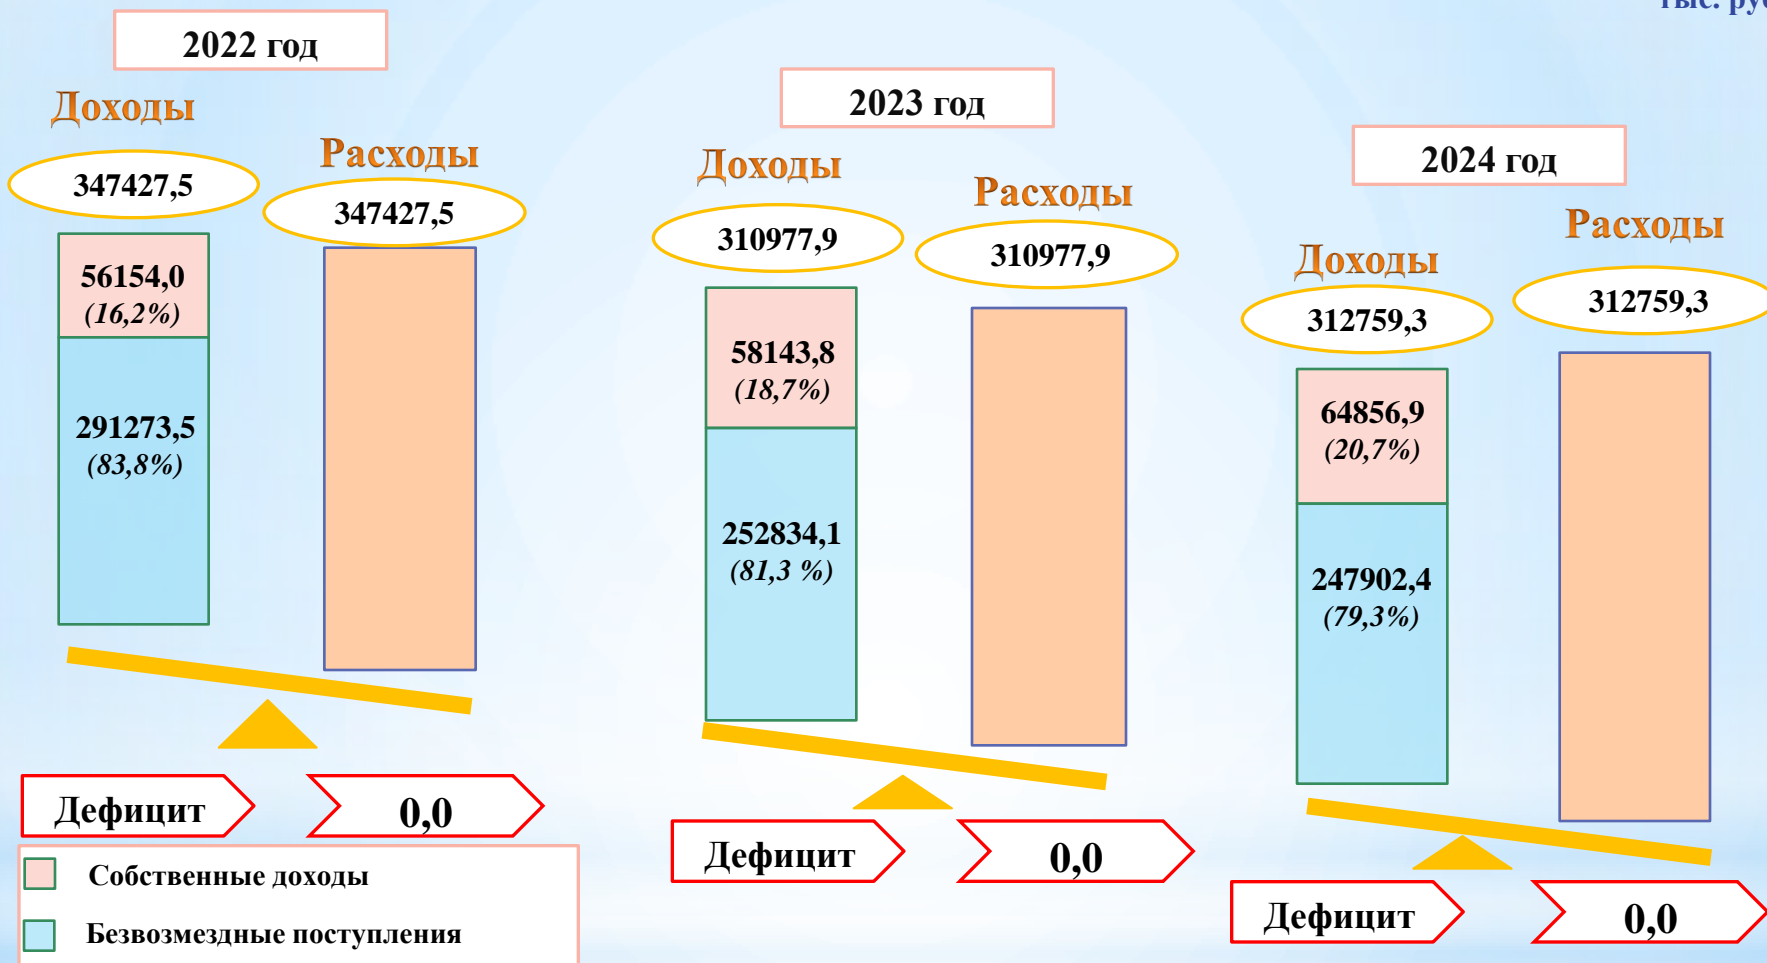 тыс. руб
2022 год
Доходы
347427,5
Расходы
347427,5
56154,0
(16,2%)
291273,5
(83,8%)
Дефицит
0,0
2023 год
Доходы
310977,9
Расходы
310977,9
58143,8
(18,7%)
252834,1
(81,3 %)
Дефицит
0,0
2024 год
Доходы
312759,3
Расходы
312759,3
64856,9
(20,7%)
247902,4
(79,3%)
Дефицит
0,0
Собственные доходы
Безвозмездные поступления